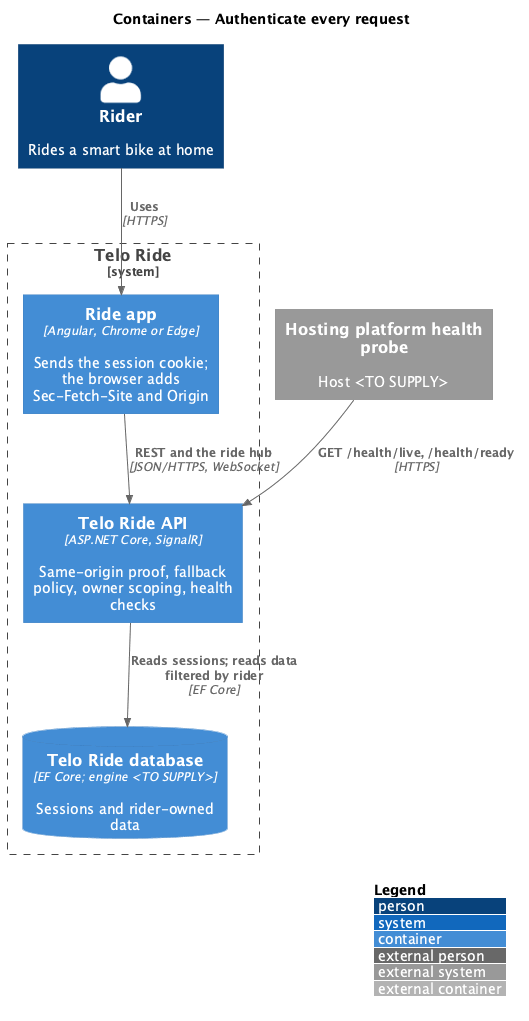 Containers — Authenticate every request
Rider
Rides a smart bike at home
Uses
[HTTPS]
Telo Ride
[system]
Ride app
[Angular, Chrome or Edge]
Sends the session cookie;
the browser adds
Sec-Fetch-Site and Origin
Hosting platform health
probe
Host <TO SUPPLY>
REST and the ride hub
[JSON/HTTPS, WebSocket]
GET /health/live, /health/ready
[HTTPS]
Telo Ride API
[ASP.NET Core, SignalR]
Same-origin proof, fallback
policy, owner scoping, health
checks
Reads sessions; reads data
filtered by rider
[EF Core]
Telo Ride database
[EF Core; engine <TO SUPPLY>]
Sessions and rider-owned
data
Legend
person
system
container
external person
external system
external container